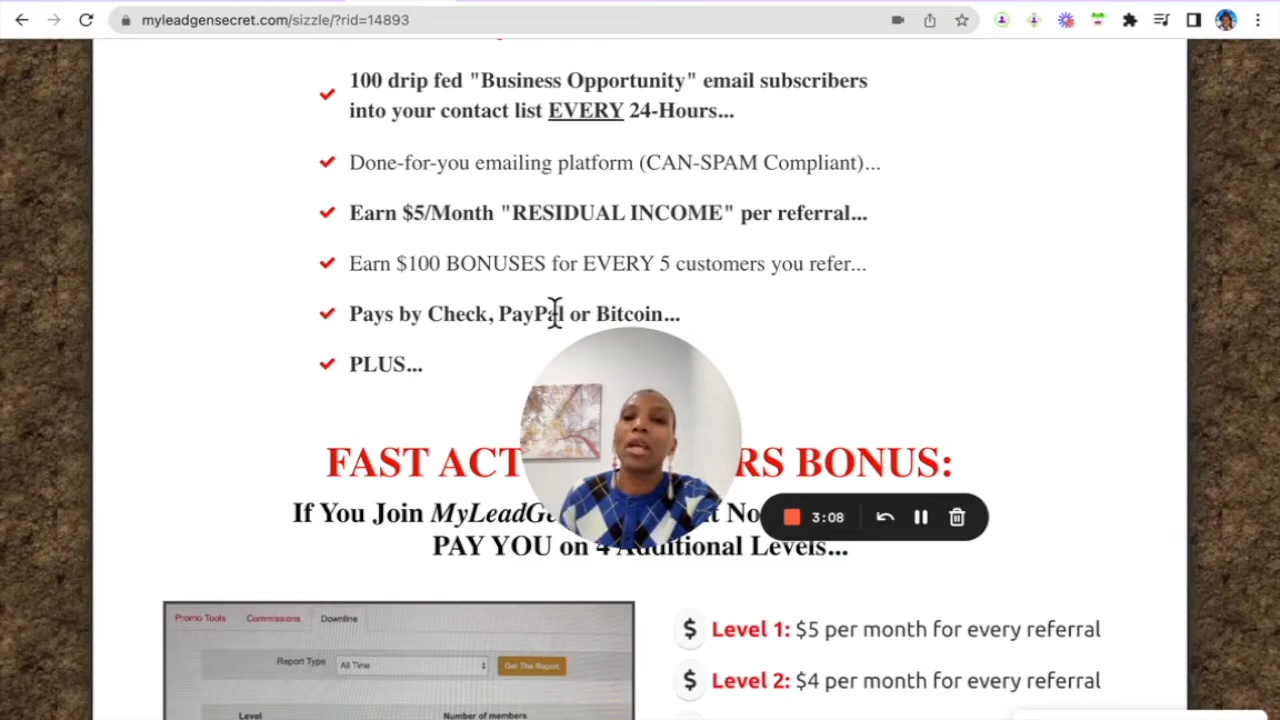 myleadgensecret.com/sizzle/?rid=14893
100 drip fed "Business Opportunity" email subscribers
into your contact list EVERY 24-Hours...
Done-for-you emailing platform (CAN-SPAM Compliant)...
Earn $5/Month "RESIDUAL INCOME" per referral...
Earn $100 BONUSES for EVERY 5 customers you refer...
Pays by Check, PayPal or Bitcoin...
PLUS...
FAST ACT RS BONUS:
If You Join MyLeadGe t No
PAY YOU on 4 Additional Levels...
3:08
Promo Tools Commissions Downline
Report Type All Time Get The Report
Level Number of members
$ Level 1: $5 per month for every referral
$ Level 2: $4 per month for every referral